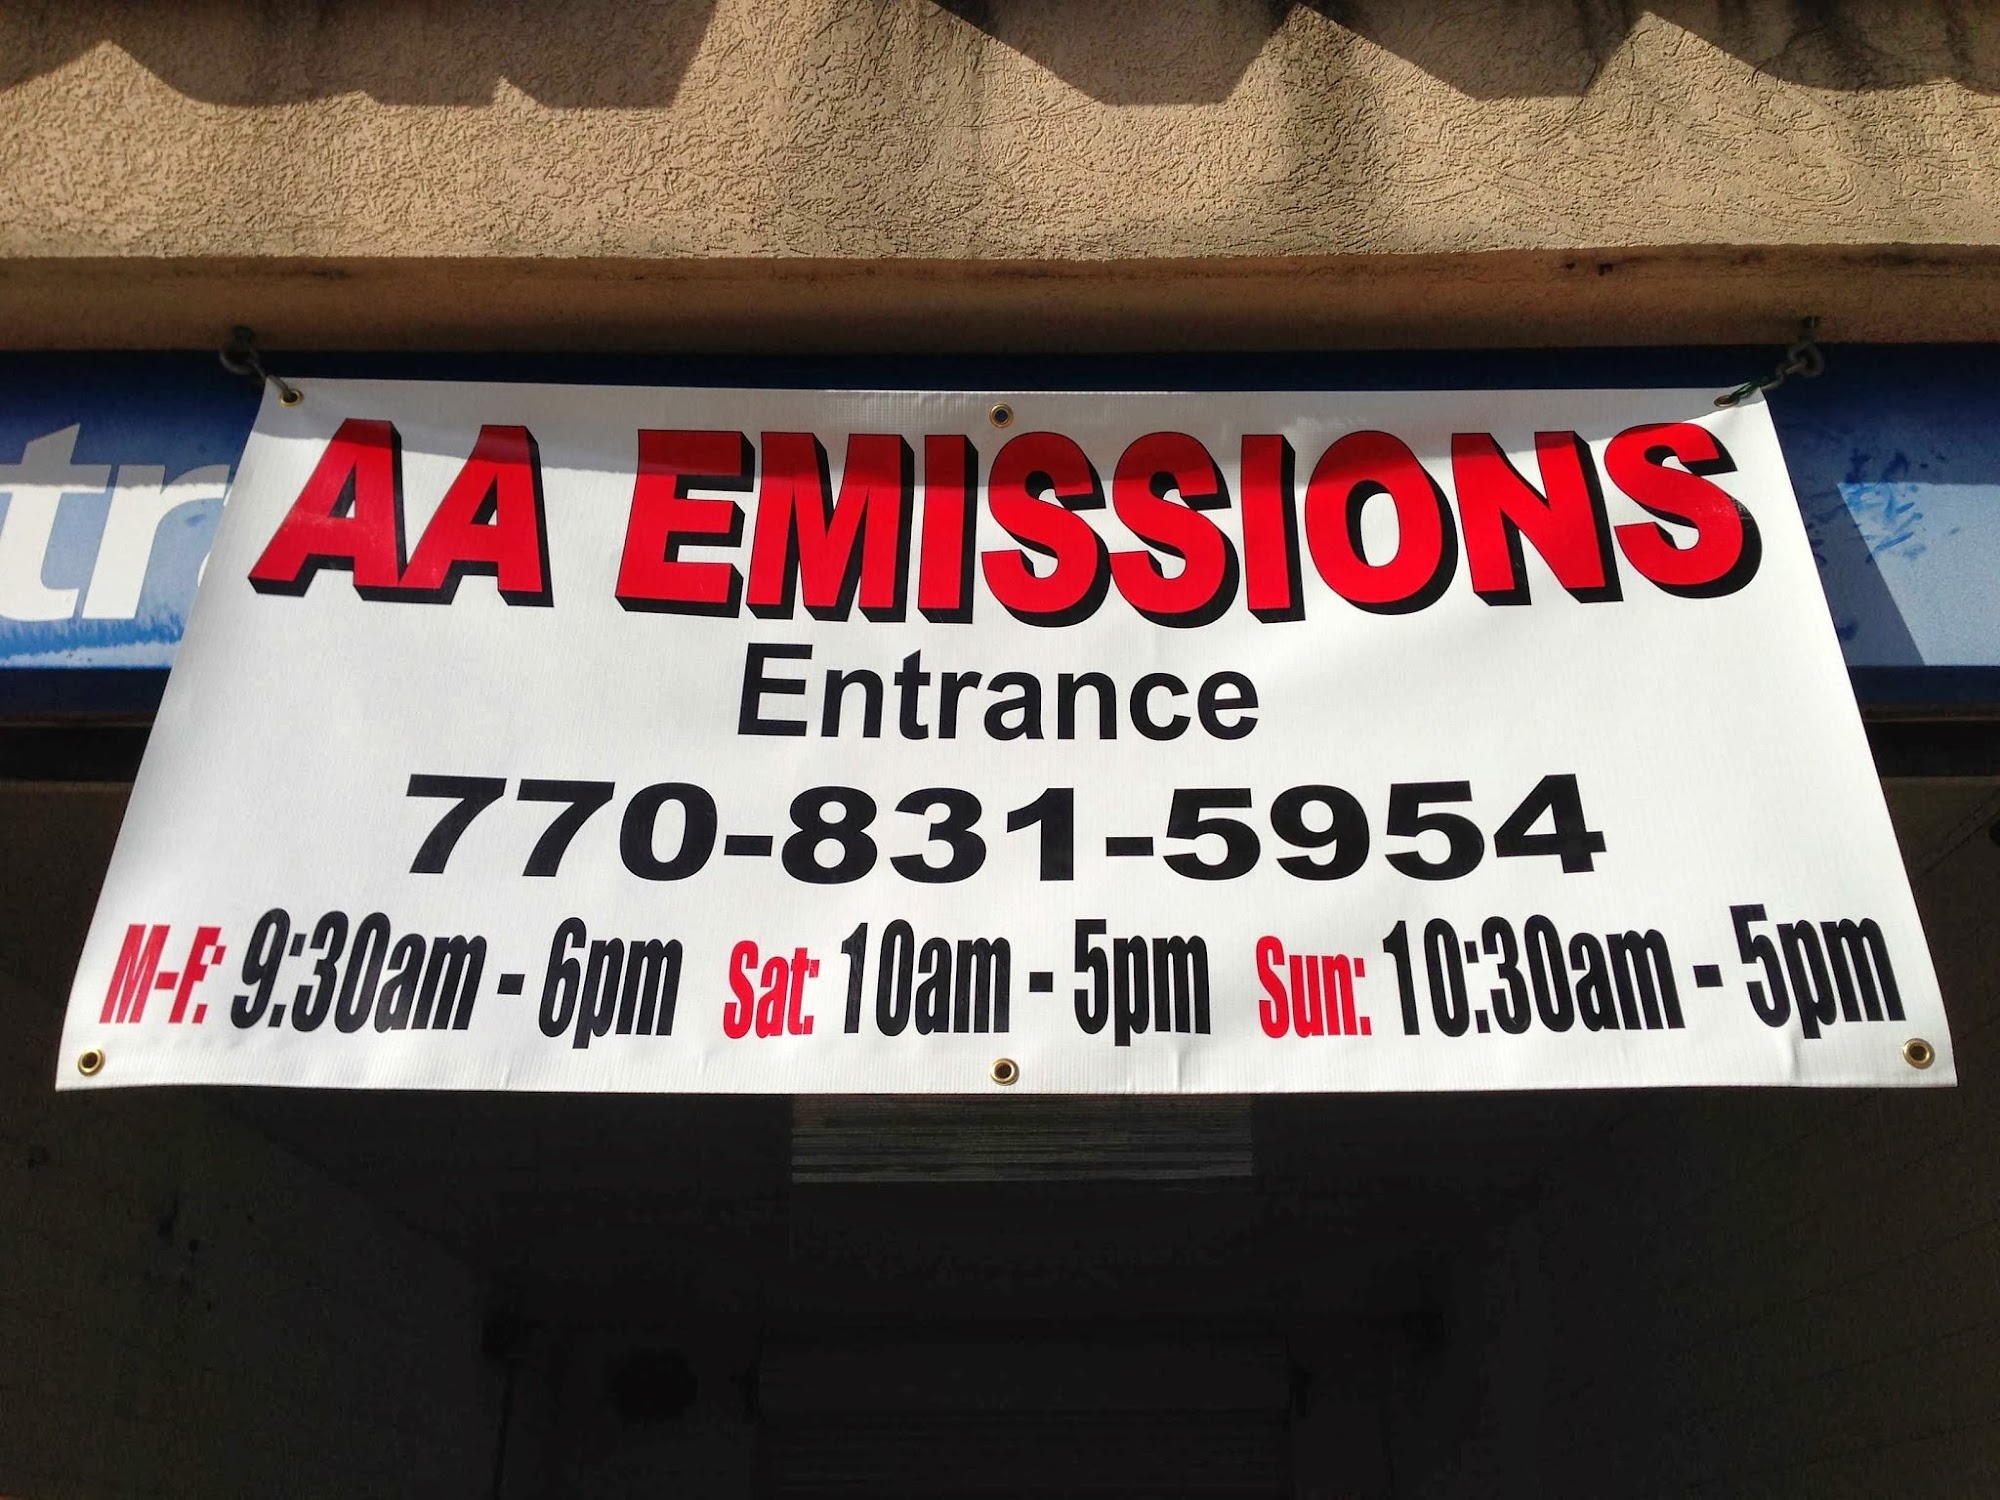 AA EMISSIONS
Entrance
770-831-5954
M-F: 9:30am - 6pm Sat: 10am - 5pm Sun: 10:30am - 5pm